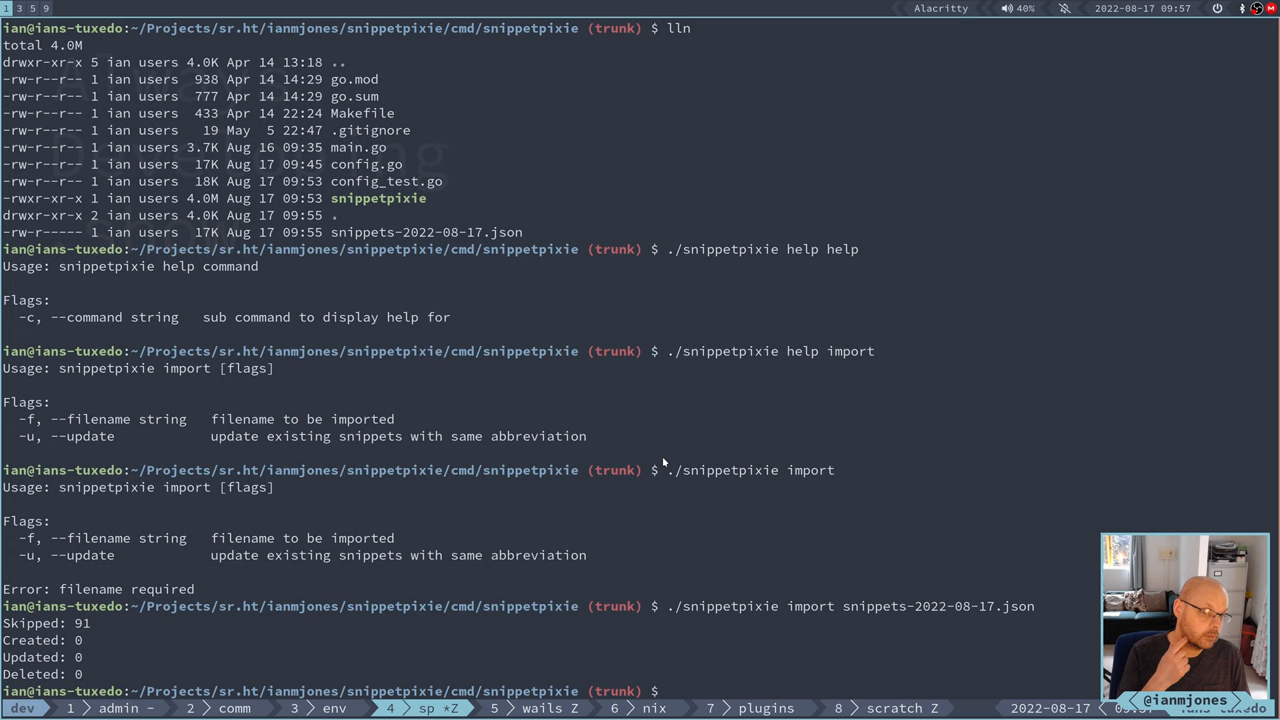 1 3 5 9 Alacritty 40% 2022-08-17 09:57
ian@ians-tuxedo:~/Projects/sr.ht/ianmjones/snippetpixie/cmd/snippetpixie (trunk) $ lln
total 4.0M
drwxr-xr-x 5 ian users 4.0K Apr 14 13:18 ..
-rw-r--r-- 1 ian users  938 Apr 14 14:29 go.mod
-rw-r--r-- 1 ian users  777 Apr 14 14:29 go.sum
-rw-r--r-- 1 ian users  433 Apr 14 22:24 Makefile
-rw-r--r-- 1 ian users   19 May  5 22:47 .gitignore
-rw-r--r-- 1 ian users 3.7K Aug 16 09:35 main.go
-rw-r--r-- 1 ian users  17K Aug 17 09:45 config.go
-rw-r--r-- 1 ian users  18K Aug 17 09:53 config_test.go
-rwxr-xr-x 1 ian users 4.0M Aug 17 09:53 snippetpixie
drwxr-xr-x 2 ian users 4.0K Aug 17 09:55 .
-rw-r----- 1 ian users  17K Aug 17 09:55 snippets-2022-08-17.json
ian@ians-tuxedo:~/Projects/sr.ht/ianmjones/snippetpixie/cmd/snippetpixie (trunk) $ ./snippetpixie help help
Usage: snippetpixie help command
Flags:
  -c, --command string   sub command to display help for
ian@ians-tuxedo:~/Projects/sr.ht/ianmjones/snippetpixie/cmd/snippetpixie (trunk) $ ./snippetpixie help import
Usage: snippetpixie import [flags]
Flags:
  -f, --filename string   filename to be imported
  -u, --update            update existing snippets with same abbreviation
ian@ians-tuxedo:~/Projects/sr.ht/ianmjones/snippetpixie/cmd/snippetpixie (trunk) $ ./snippetpixie import
Usage: snippetpixie import [flags]
Flags:
  -f, --filename string   filename to be imported
  -u, --update            update existing snippets with same abbreviation
Error: filename required
ian@ians-tuxedo:~/Projects/sr.ht/ianmjones/snippetpixie/cmd/snippetpixie (trunk) $ ./snippetpixie import snippets-2022-08-17.json
Skipped: 91
Created: 0
Updated: 0
Deleted: 0
ian@ians-tuxedo:~/Projects/sr.ht/ianmjones/snippetpixie/cmd/snippetpixie (trunk) $
dev 1 admin - 2 comm 3 env 4 sp *Z 5 wails Z 6 nix 7 plugins 8 scratch Z 2022-08-17
@ianmjones